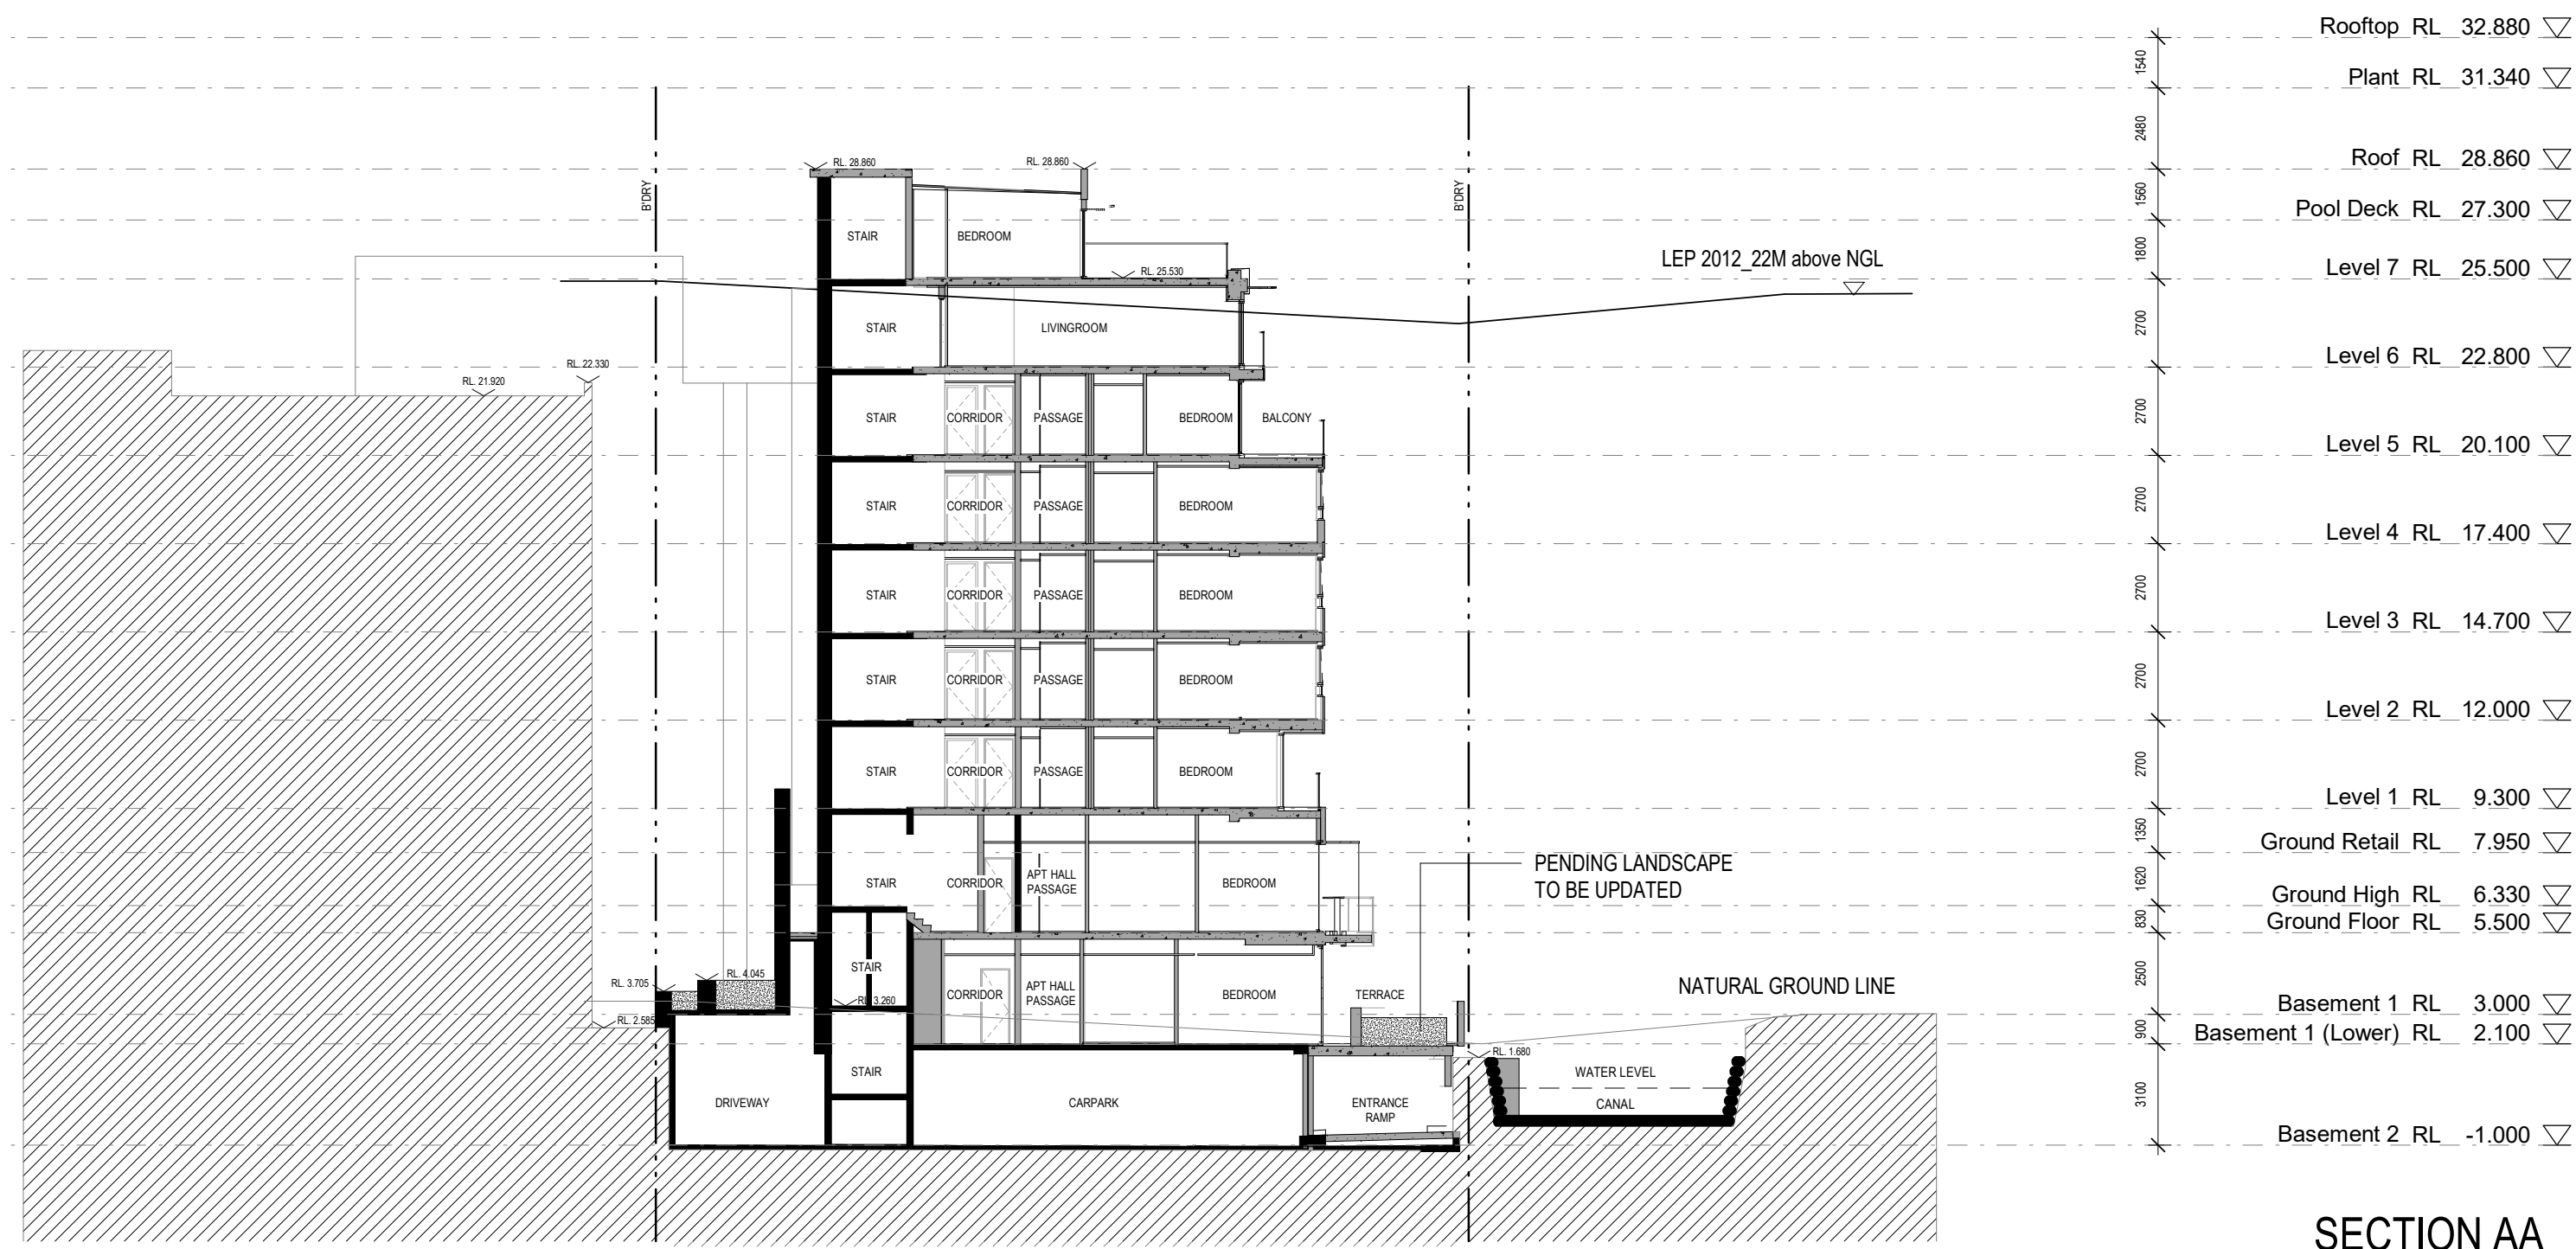 Rooftop RL 32.880
1540
Plant RL 31.340
2480
RL. 28.860
RL. 28.860
Roof RL 28.860
B'DRY
B'DRY
1560
Pool Deck RL 27.300
STAIR
BEDROOM
1800
LEP 2012_22M above NGL
RL. 25.530
Level 7 RL 25.500
STAIR
LIVINGROOM
2700
Level 6 RL 22.800
RL. 22.330
RL. 21.920
STAIR
CORRIDOR
PASSAGE
BEDROOM
BALCONY
2700
Level 5 RL 20.100
STAIR
CORRIDOR
PASSAGE
BEDROOM
2700
Level 4 RL 17.400
STAIR
CORRIDOR
PASSAGE
BEDROOM
2700
Level 3 RL 14.700
STAIR
CORRIDOR
PASSAGE
BEDROOM
2700
Level 2 RL 12.000
STAIR
CORRIDOR
PASSAGE
BEDROOM
2700
Level 1 RL 9.300
1350
Ground Retail RL 7.950
PENDING LANDSCAPE
TO BE UPDATED
STAIR
CORRIDOR
APT HALL
PASSAGE
BEDROOM
1620
Ground High RL 6.330
830
Ground Floor RL 5.500
STAIR
RL. 4.045
RL. 3.705
RL. 3.260
CORRIDOR
APT HALL
PASSAGE
BEDROOM
TERRACE
NATURAL GROUND LINE
2500
Basement 1 RL 3.000
RL. 2.585
900
Basement 1 (Lower) RL 2.100
RL. 1.680
STAIR
WATER LEVEL
DRIVEWAY
CARPARK
ENTRANCE
RAMP
CANAL
3100
Basement 2 RL -1.000
SECTION AA